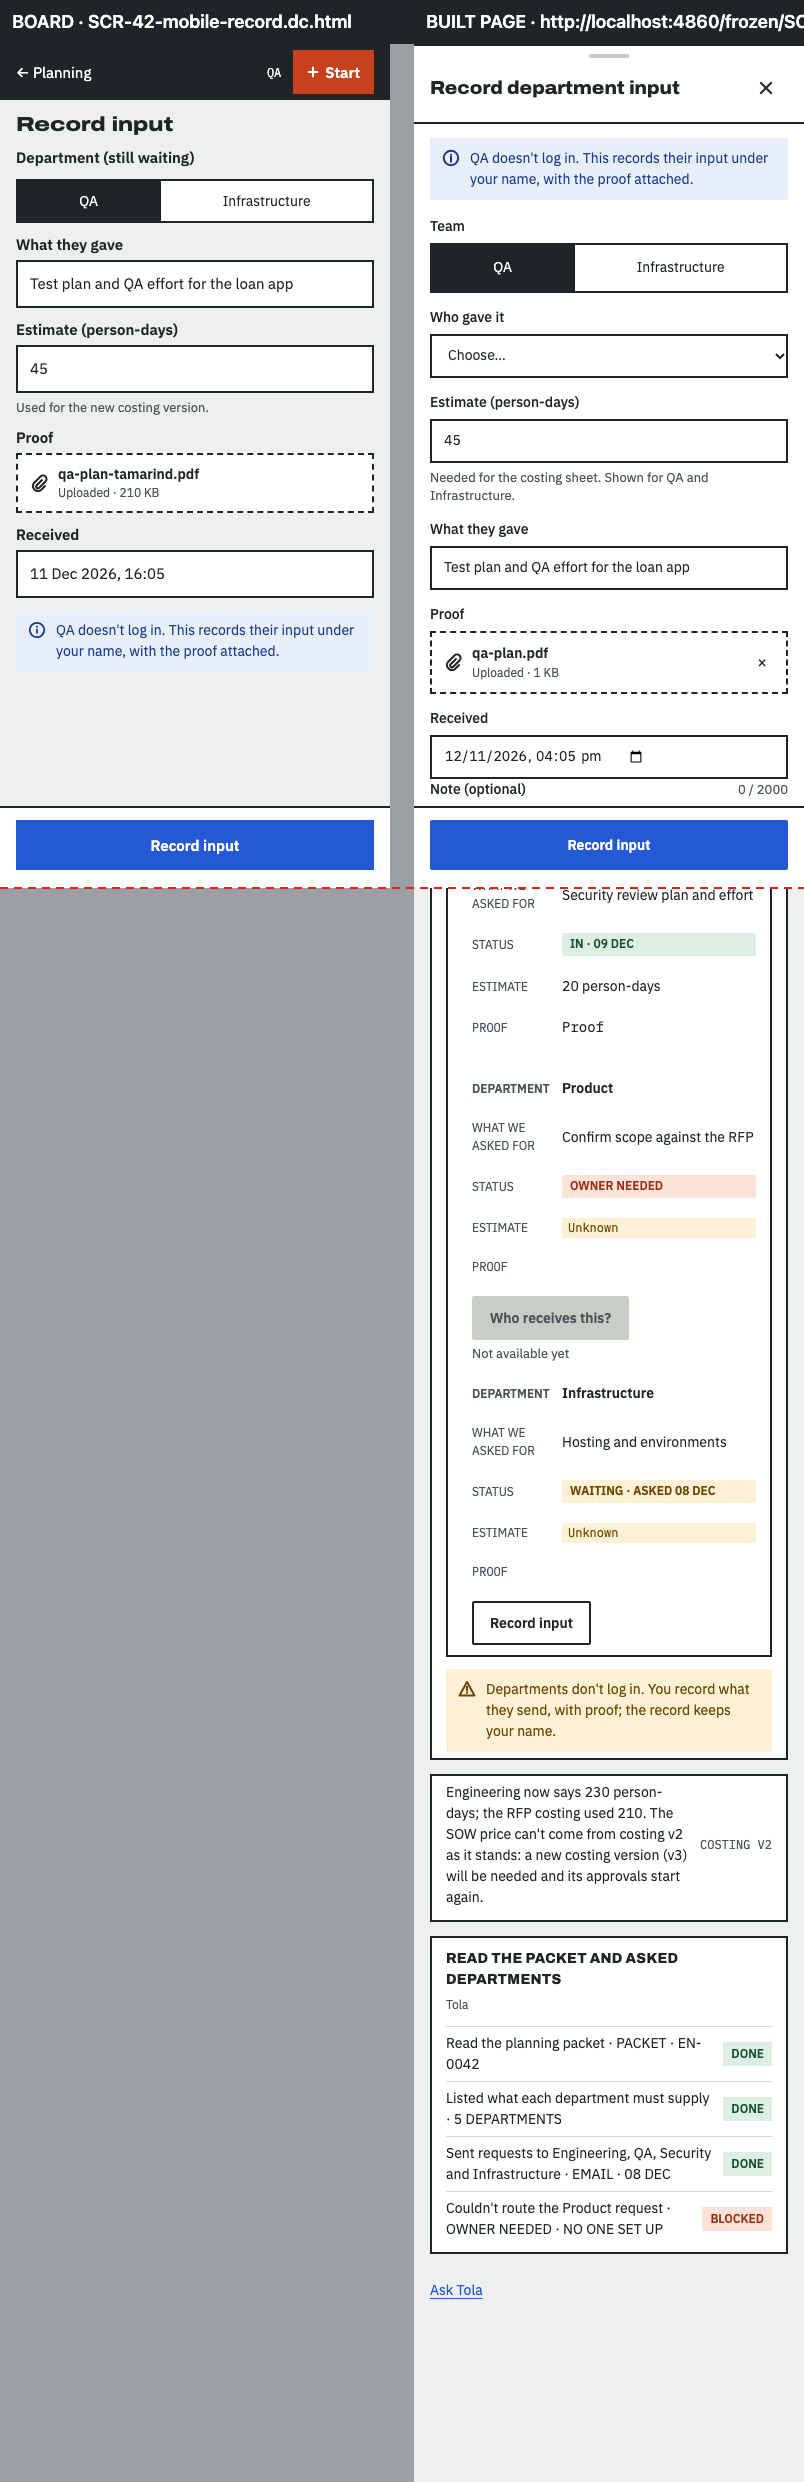 BOARD · SCR-42-mobile-record.dc.html
← Planning
QA
+ Start
Record input
Department (still waiting)
QA
Infrastructure
What they gave
Test plan and QA effort for the loan app
Estimate (person-days)
45
Used for the new costing version.
Proof
qa-plan-tamarind.pdf
Uploaded · 210 KB
Received
11 Dec 2026, 16:05
QA doesn't log in. This records their input under
your name, with the proof attached.
Record input
BUILT PAGE · http://localhost:4860/frozen/SC
Record department input
QA doesn't log in. This records their input under
your name, with the proof attached.
Team
QA
Infrastructure
Who gave it
Choose...
Estimate (person-days)
45
Needed for the costing sheet. Shown for QA and
Infrastructure.
What they gave
Test plan and QA effort for the loan app
Proof
qa-plan.pdf
Uploaded · 1 KB
×
Received
12/11/2026, 04:05 pm
Note (optional)
0 / 2000
Record input
ASKED FOR
Security review plan and effort
STATUS
IN · 09 DEC
ESTIMATE
20 person-days
PROOF
Proof
DEPARTMENT
Product
WHAT WE
ASKED FOR
Confirm scope against the RFP
STATUS
OWNER NEEDED
ESTIMATE
Unknown
PROOF
Who receives this?
Not available yet
DEPARTMENT
Infrastructure
WHAT WE
ASKED FOR
Hosting and environments
STATUS
WAITING · ASKED 08 DEC
ESTIMATE
Unknown
PROOF
Record input
Departments don't log in. You record what
they send, with proof; the record keeps
your name.
Engineering now says 230 person-
days; the RFP costing used 210. The
SOW price can't come from costing v2
as it stands: a new costing version (v3)
will be needed and its approvals start
again.
COSTING V2
READ THE PACKET AND ASKED
DEPARTMENTS
Tola
Read the planning packet · PACKET · EN-
0042
DONE
Listed what each department must supply
· 5 DEPARTMENTS
DONE
Sent requests to Engineering, QA, Security
and Infrastructure · EMAIL · 08 DEC
DONE
Couldn't route the Product request ·
OWNER NEEDED · NO ONE SET UP
BLOCKED
Ask Tola